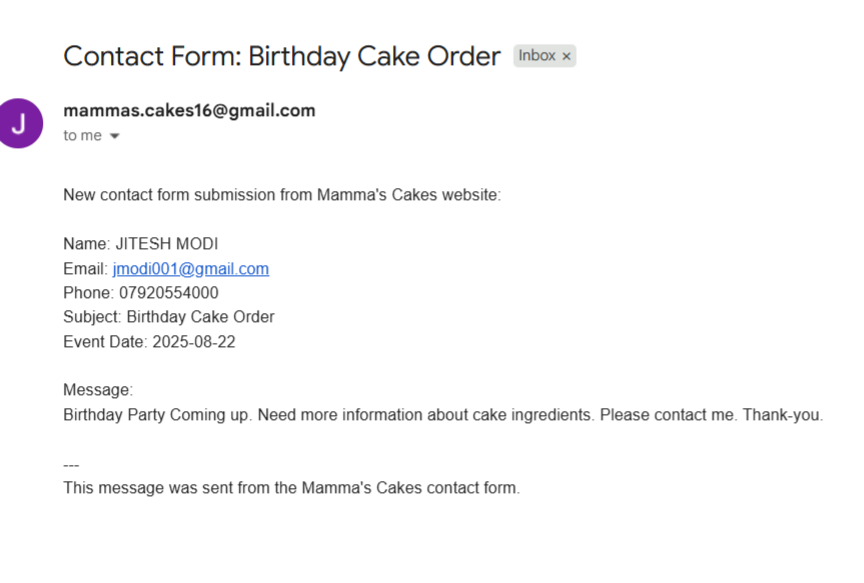 Contact Form: Birthday Cake Order Inbox ×
J
mammas.cakes16@gmail.com
to me
New contact form submission from Mamma's Cakes website:
Name: JITESH MODI
Email: jmodi001@gmail.com
Phone: 07920554000
Subject: Birthday Cake Order
Event Date: 2025-08-22
Message:
Birthday Party Coming up. Need more information about cake ingredients. Please contact me. Thank-you.
---
This message was sent from the Mamma's Cakes contact form.